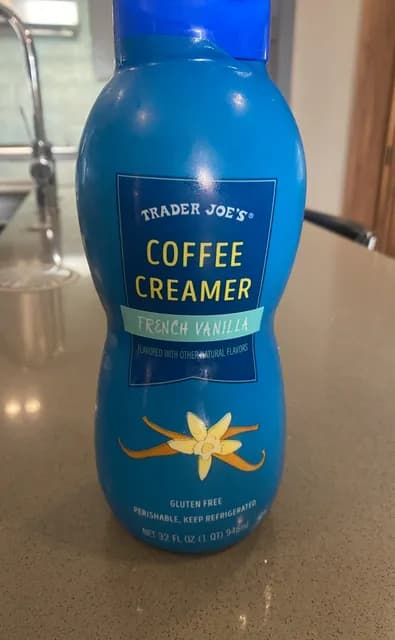 TRADER JOE'S®
COFFEE
CREAMER
FRENCH VANILLA
FLAVORED WITH OTHER NATURAL FLAVORS
GLUTEN FREE
PERISHABLE, KEEP REFRIGERATED
NET 32 FL OZ (1 QT) 946mL